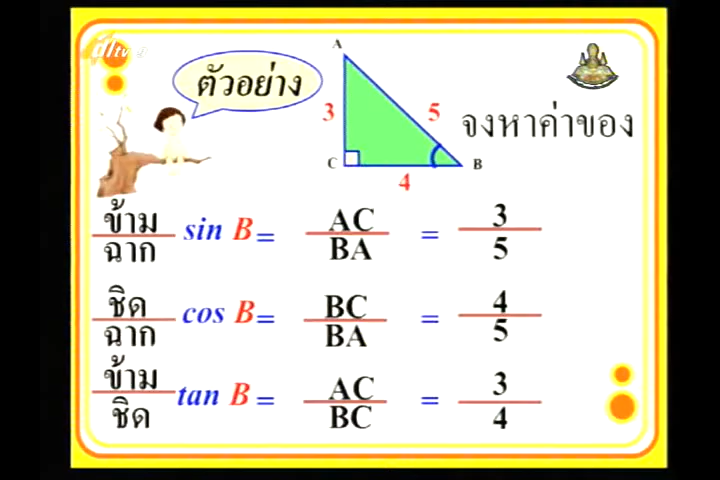 dltv
ตัวอย่าง
A
3
5
จงหาค่าของ
C
B
4
ข้าม
ฉาก
sin B =
AC
BA
=
3
5
ชิด
ฉาก
cos B =
BC
BA
=
4
5
ข้าม
ชิด
tan B =
AC
BC
=
3
4